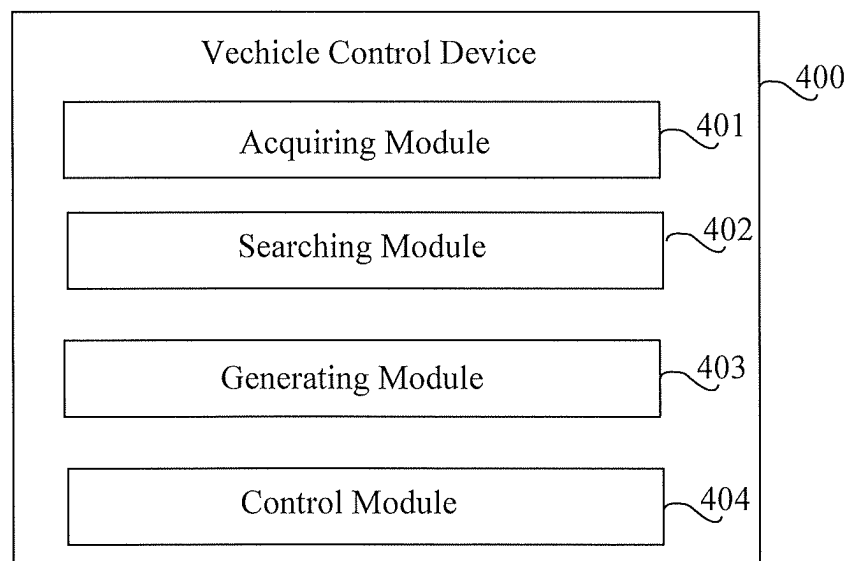 Vechicle Control Device
400
Acquiring Module
401
Searching Module
402
Generating Module
403
Control Module
404